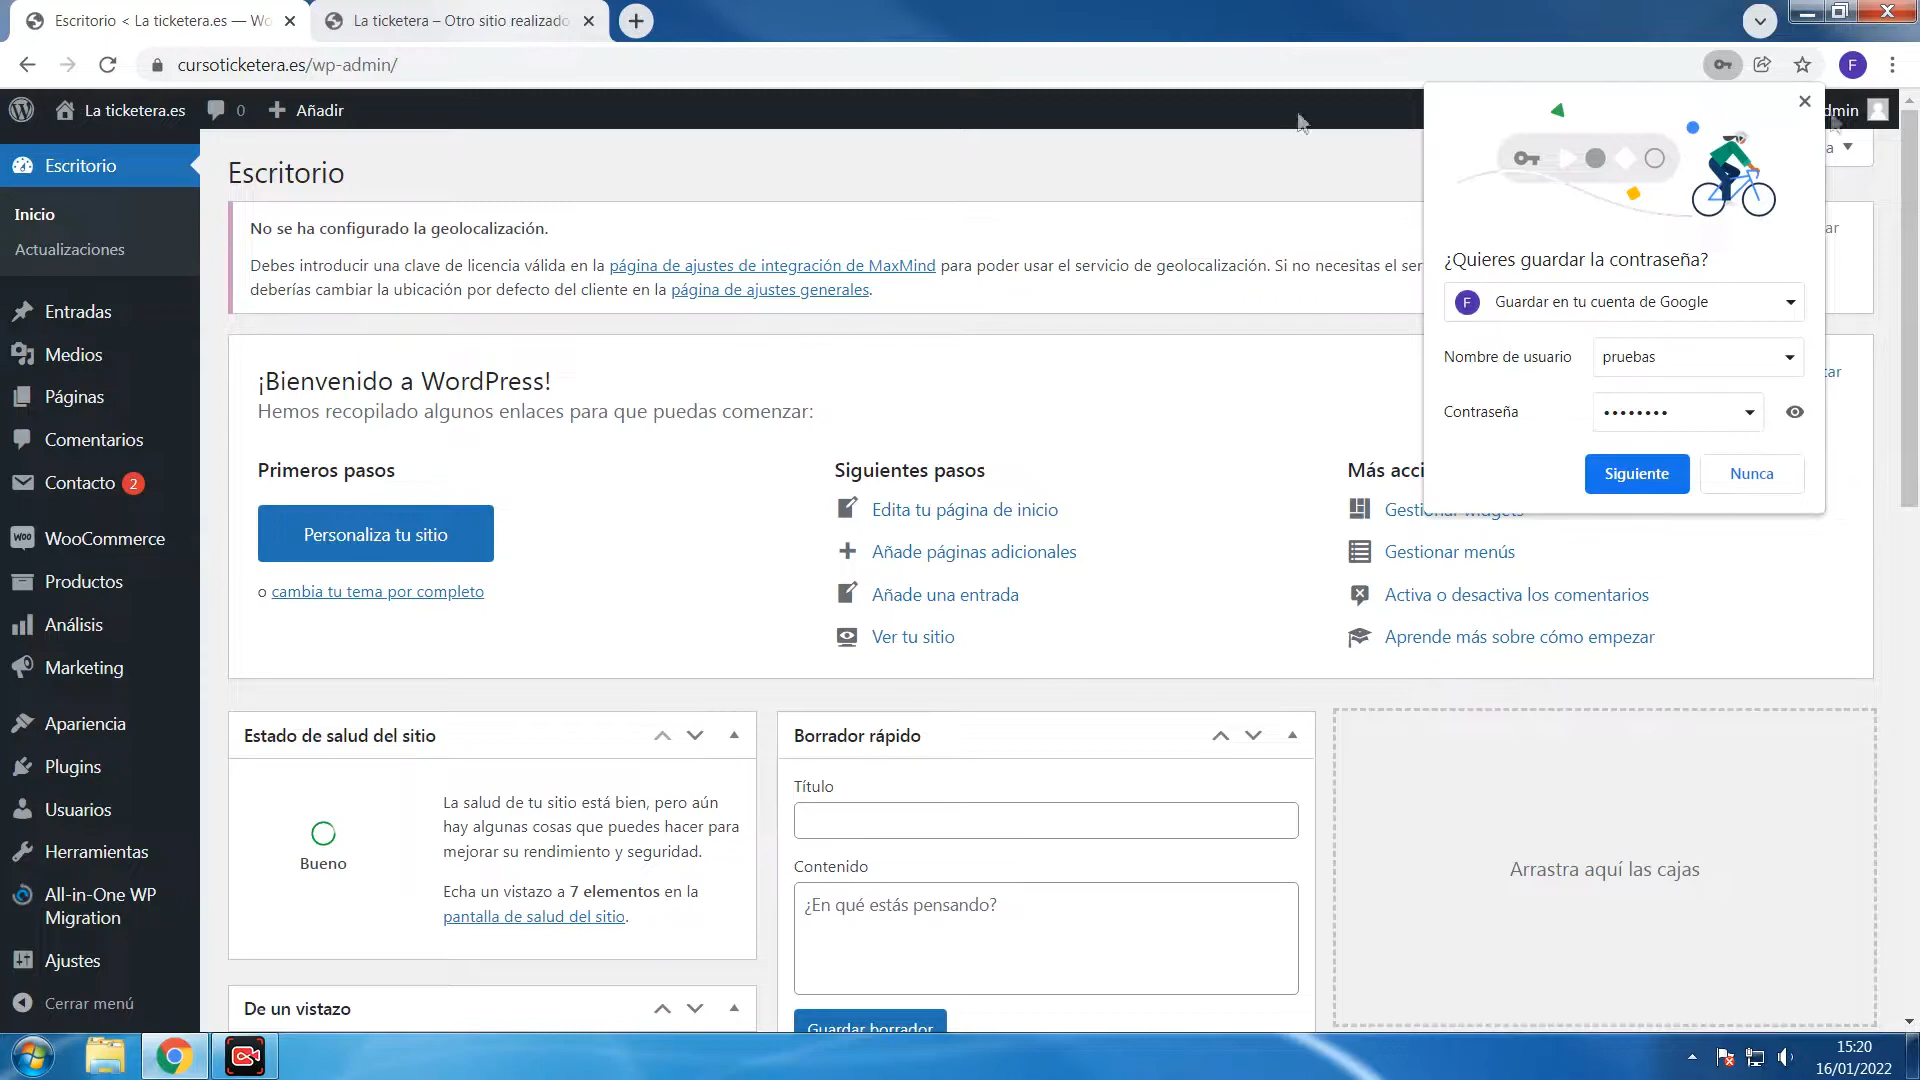 Escritorio < La ticketera.es — Wo
La ticketera – Otro sitio realizado
cursoticketera.es/wp-admin/
F
La ticketera.es
0
Añadir
dmin
Escritorio
Inicio
Actualizaciones
Entradas
Medios
Páginas
Comentarios
Contacto 2
WooCommerce
Productos
Análisis
Marketing
Apariencia
Plugins
Usuarios
Herramientas
All-in-One WP
Migration
Ajustes
Cerrar menú
Escritorio
No se ha configurado la geolocalización.
Debes introducir una clave de licencia válida en la página de ajustes de integración de MaxMind para poder usar el servicio de geolocalización. Si no necesitas el ser
deberías cambiar la ubicación por defecto del cliente en la página de ajustes generales.
¡Bienvenido a WordPress!
Hemos recopilado algunos enlaces para que puedas comenzar:
Primeros pasos
Personaliza tu sitio
o cambia tu tema por completo
Siguientes pasos
Edita tu página de inicio
Añade páginas adicionales
Añade una entrada
Ver tu sitio
Más acci
Gestionar widgets
Gestionar menús
Activa o desactiva los comentarios
Aprende más sobre cómo empezar
¿Quieres guardar la contraseña?
F Guardar en tu cuenta de Google
Nombre de usuario pruebas
Contraseña ••••••••
Siguiente Nunca
a
ar
tar
Estado de salud del sitio
Bueno
La salud de tu sitio está bien, pero aún
hay algunas cosas que puedes hacer para
mejorar su rendimiento y seguridad.
Echa un vistazo a 7 elementos en la
pantalla de salud del sitio.
De un vistazo
Borrador rápido
Título
Contenido
¿En qué estás pensando?
Guardar borrador
Arrastra aquí las cajas
15:20
16/01/2022